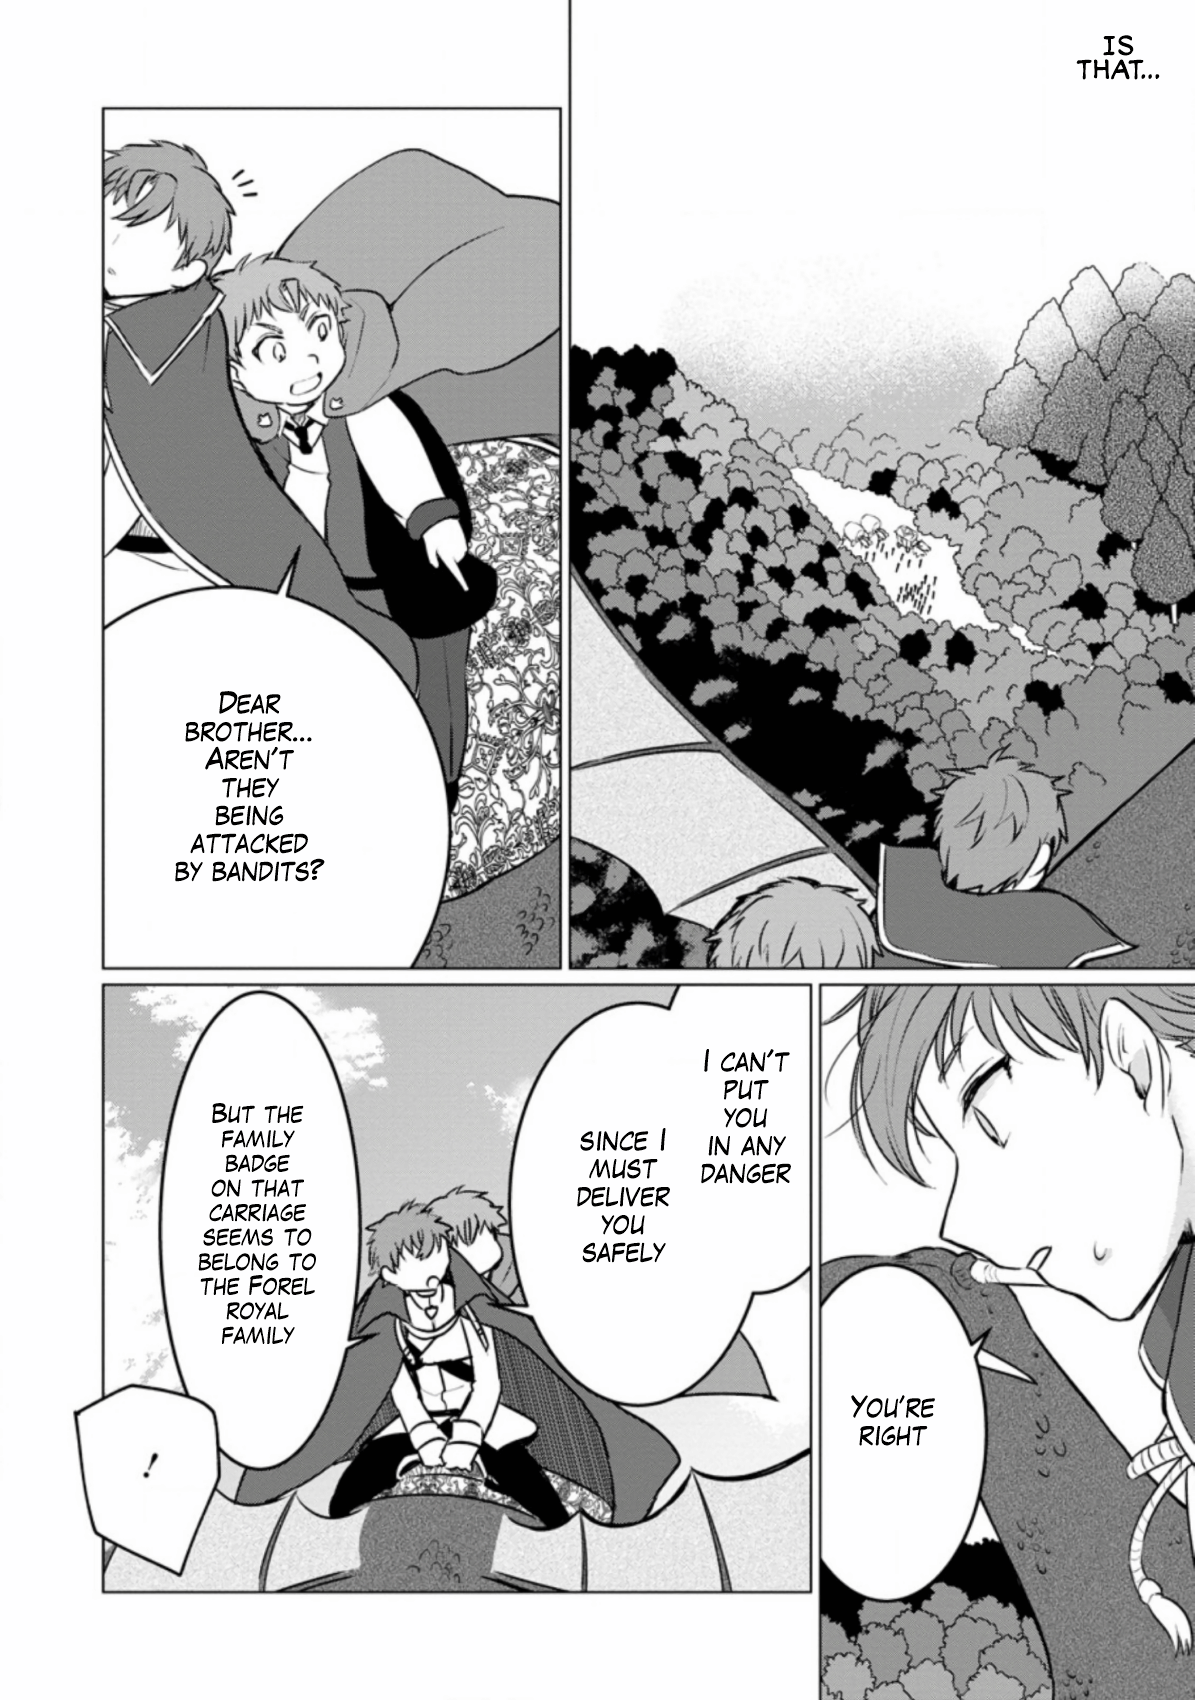 IS
THAT...
DEAR
BROTHER...
AREN'T
THEY
BEING
ATTACKED
BY BANDITS?
YOU'RE
RIGHT
I CAN'T
PUT
YOU
IN ANY
DANGER
SINCE I
MUST
DELIVER
YOU
SAFELY
BUT THE
FAMILY
BADGE
ON THAT
CARRIAGE
SEEMS TO
BELONG TO
THE FOREL
ROYAL
FAMILY
!